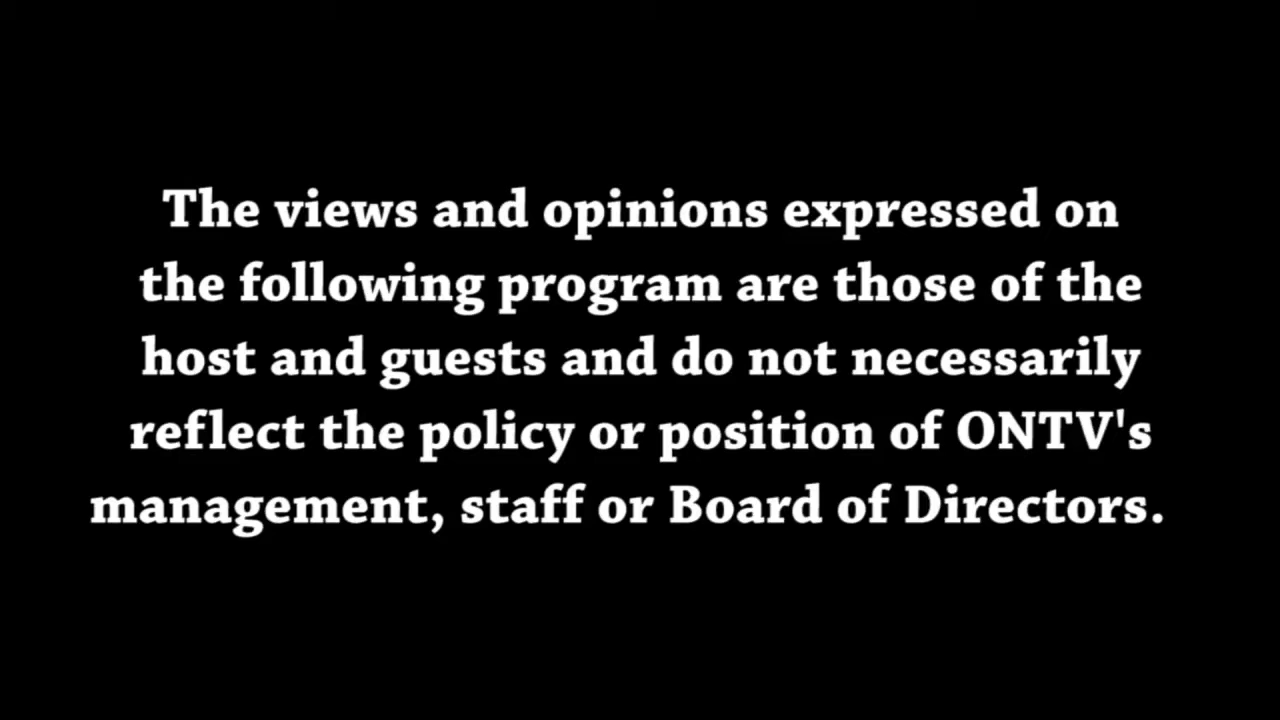 The views and opinions expressed on
the following program are those of the
host and guests and do not necessarily
reflect the policy or position of ONTV's
management, staff or Board of Directors.